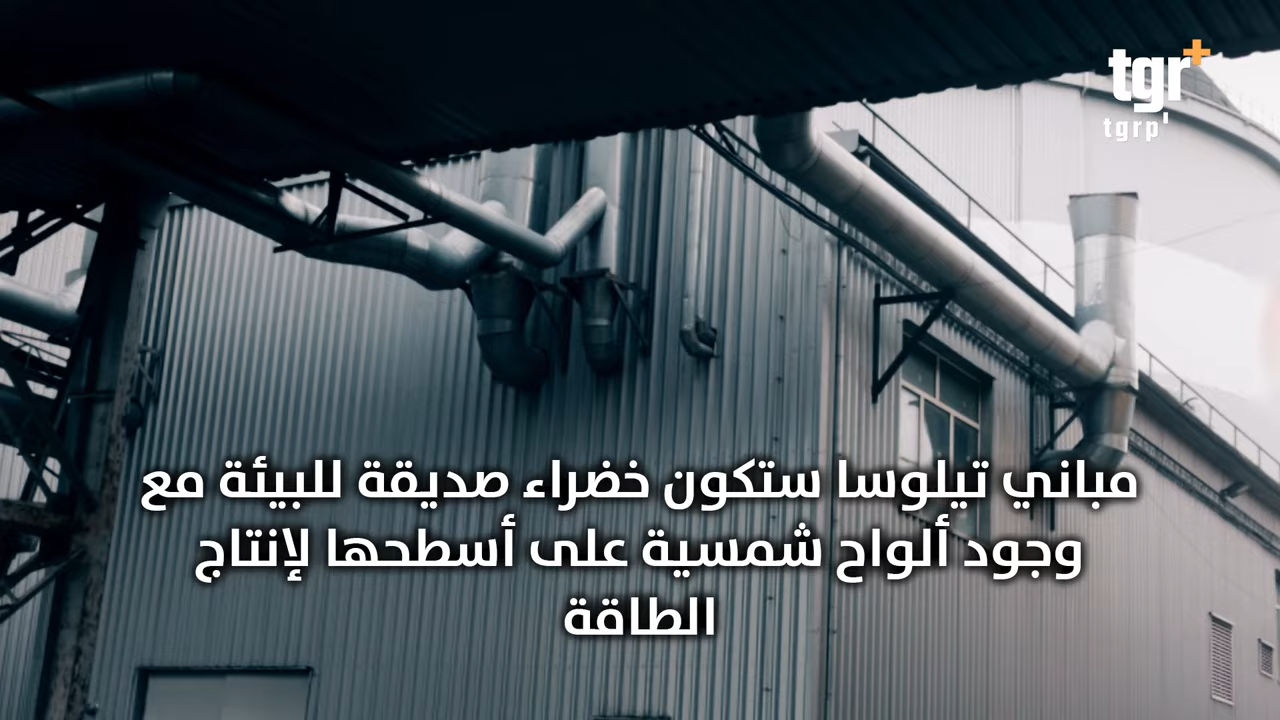 tgr+
tgrp'
مباني تيلوسا ستكون خضراء صديقة للبيئة مع
وجود ألواح شمسية على أسطحها لإنتاج
الطاقة